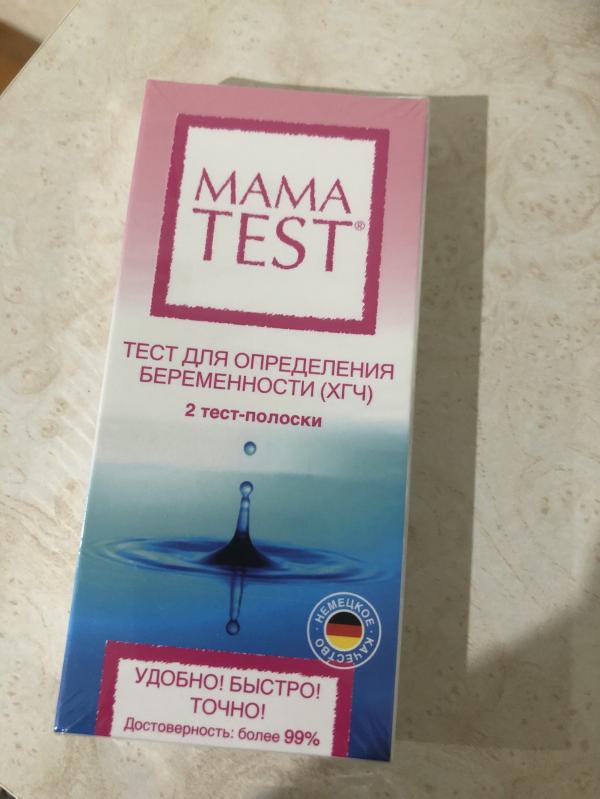 MAMA
TEST®
ТЕСТ ДЛЯ ОПРЕДЕЛЕНИЯ
БЕРЕМЕННОСТИ (ХГЧ)
2 тест-полоски
НЕМЕЦКОЕ
КАЧЕСТВО
УДОБНО! БЫСТРО!
ТОЧНО!
Достоверность: более 99%